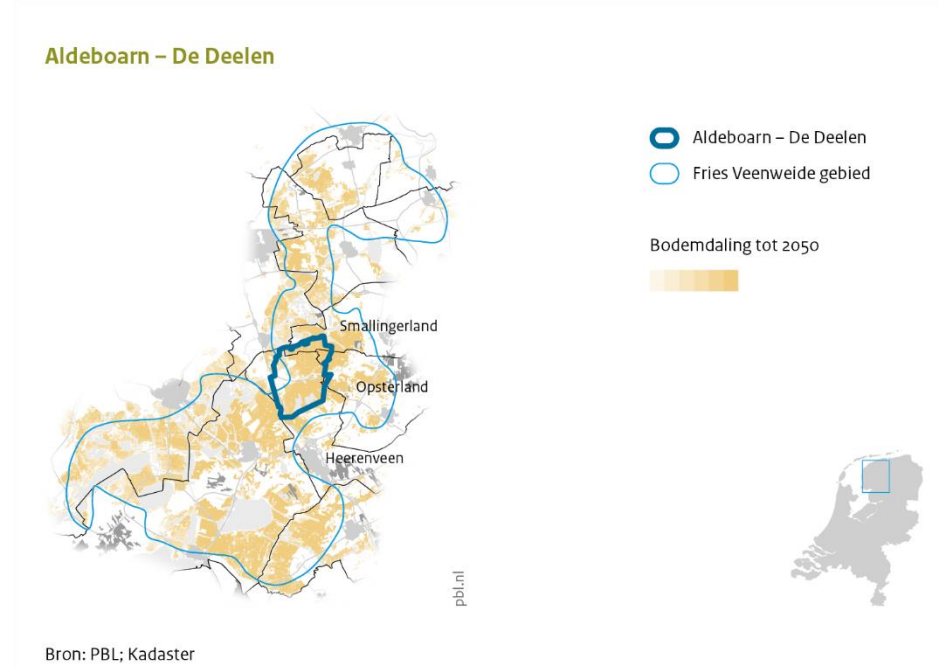 Aldeboarn – De Deelen
Aldeboarn – De Deelen
Fries Veenweide gebied
Bodemdaling tot 2050
Smallingerland
Opsterland
Heerenveen
pbl.nl
Bron: PBL; Kadaster